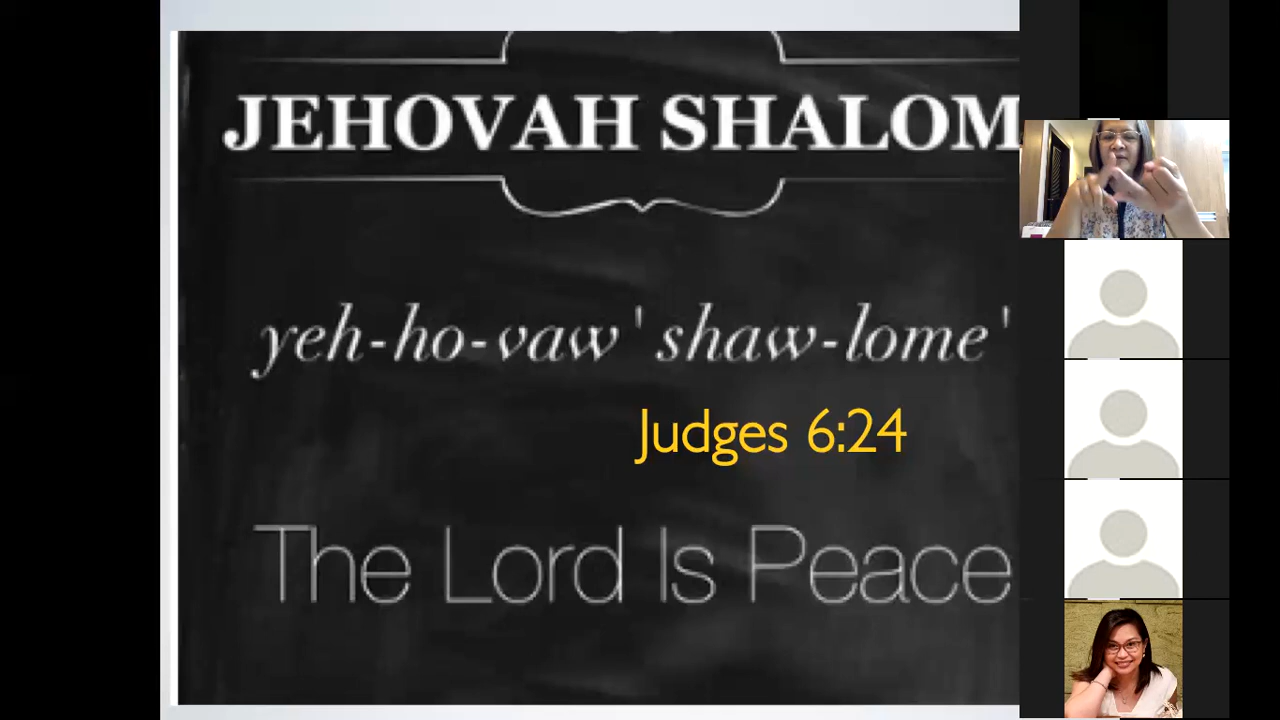 JEHOVAH SHALOM
yeh-ho-vaw' shaw-lome'
Judges 6:24
The Lord Is Peace